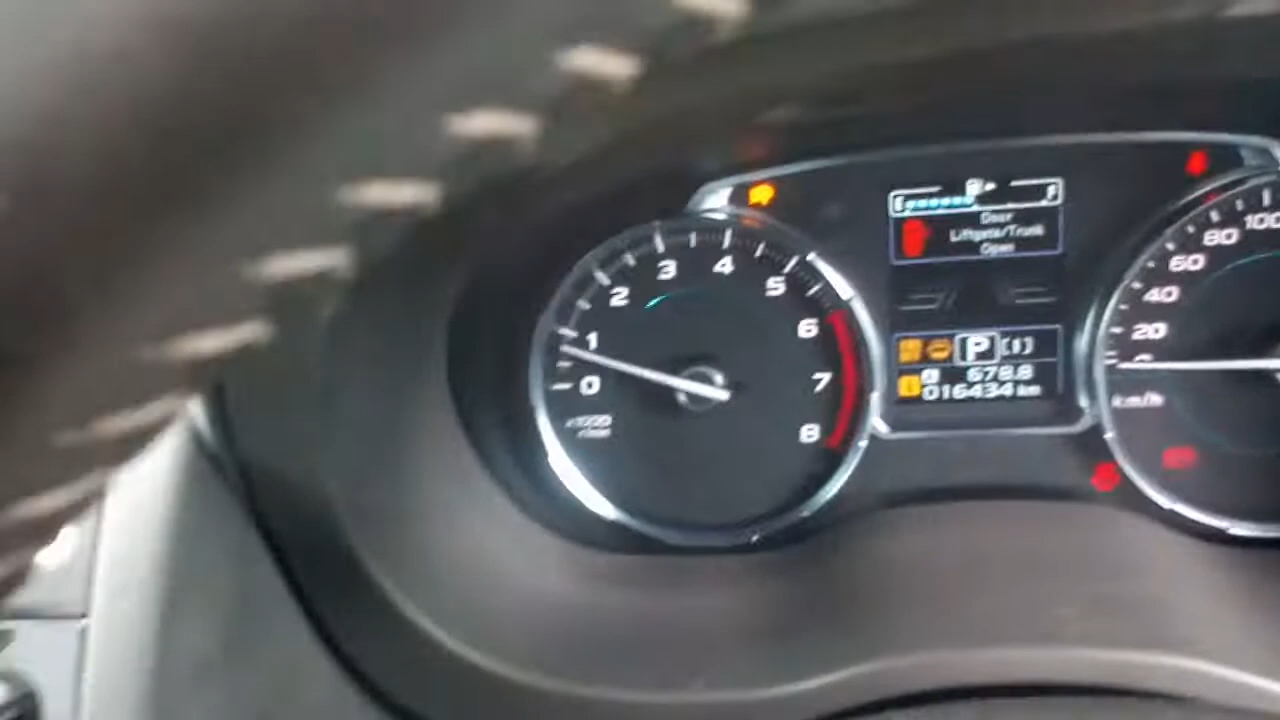 E F
Door
Liftgate/Trunk
Open
0
1
2
3
4
5
6
7
8
x1000
r/min
P [I]
A 678.8
016434 km
20
40
60
80
100
km/h